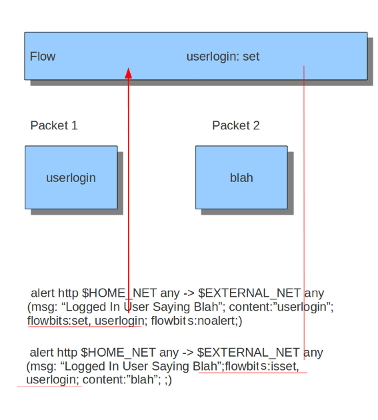 Flow userlogin: set
Packet 1 Packet 2
userlogin blah
alert http $HOME_NET any -> $EXTERNAL_NET any
(msg: “Logged In User Saying Blah”; content:”userlogin”;
flowbits:set, userlogin; flowbits:noalert;)
alert http $HOME_NET any -> $EXTERNAL_NET any
(msg: “Logged In User Saying Blah”;flowbits:isset,
userlogin; content:”blah”; ;)